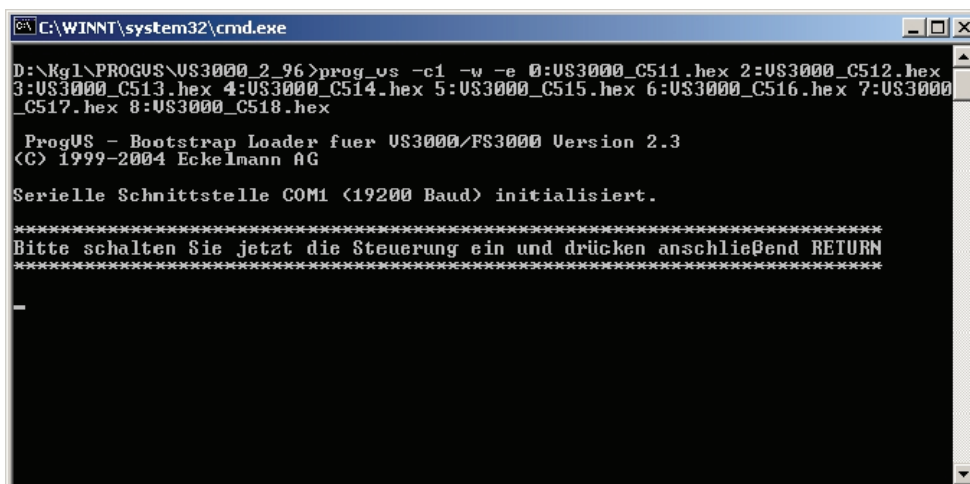 C:\WINNT\system32\cmd.exe
D:\Kgl\PROGVS\VS3000_2_96>prog_vs -c1 -w -e 0:VS3000_C511.hex 2:VS3000_C512.hex
3:VS3000_C513.hex 4:VS3000_C514.hex 5:VS3000_C515.hex 6:VS3000_C516.hex 7:VS3000
_C517.hex 8:VS3000_C518.hex
ProgVS - Bootstrap Loader fuer VS3000/FS3000 Version 2.3
(C) 1999-2004 Eckelmann AG
Serielle Schnittstelle COM1 (19200 Baud) initialisiert.
******************************************************************************
Bitte schalten Sie jetzt die Steuerung ein und drücken anschließend RETURN
******************************************************************************
_